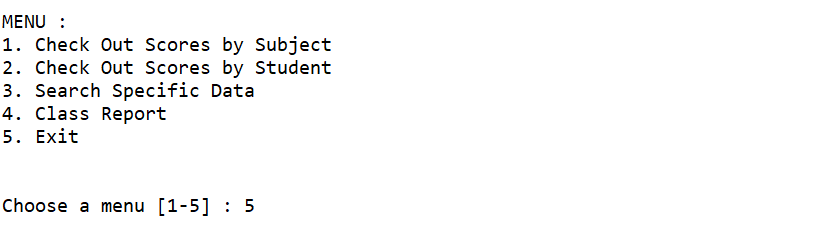 MENU :
1. Check Out Scores by Subject
2. Check Out Scores by Student
3. Search Specific Data
4. Class Report
5. Exit
Choose a menu [1-5] : 5